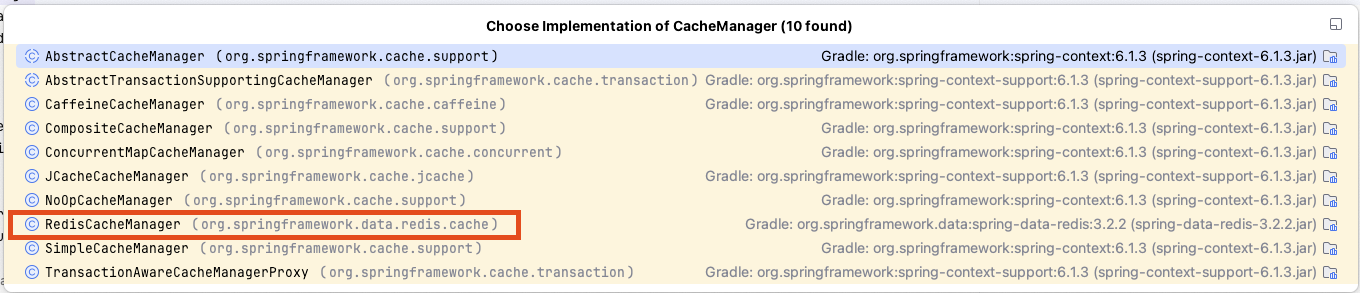 Choose Implementation of CacheManager (10 found)
AbstractCacheManager (org.springframework.cache.support) Gradle: org.springframework:spring-context:6.1.3 (spring-context-6.1.3.jar)
AbstractTransactionSupportingCacheManager (org.springframework.cache.transaction) Gradle: org.springframework:spring-context-support:6.1.3 (spring-context-support-6.1.3.jar)
CaffeineCacheManager (org.springframework.cache.caffeine) Gradle: org.springframework:spring-context-support:6.1.3 (spring-context-support-6.1.3.jar)
CompositeCacheManager (org.springframework.cache.support) Gradle: org.springframework:spring-context:6.1.3 (spring-context-6.1.3.jar)
ConcurrentMapCacheManager (org.springframework.cache.concurrent) Gradle: org.springframework:spring-context:6.1.3 (spring-context-6.1.3.jar)
JCacheCacheManager (org.springframework.cache.jcache) Gradle: org.springframework:spring-context-support:6.1.3 (spring-context-support-6.1.3.jar)
NoOpCacheManager (org.springframework.cache.support) Gradle: org.springframework:spring-context:6.1.3 (spring-context-6.1.3.jar)
RedisCacheManager (org.springframework.data.redis.cache) Gradle: org.springframework.data:spring-data-redis:3.2.2 (spring-data-redis-3.2.2.jar)
SimpleCacheManager (org.springframework.cache.support) Gradle: org.springframework:spring-context:6.1.3 (spring-context-6.1.3.jar)
TransactionAwareCacheManagerProxy (org.springframework.cache.transaction) Gradle: org.springframework:spring-context-support:6.1.3 (spring-context-support-6.1.3.jar)